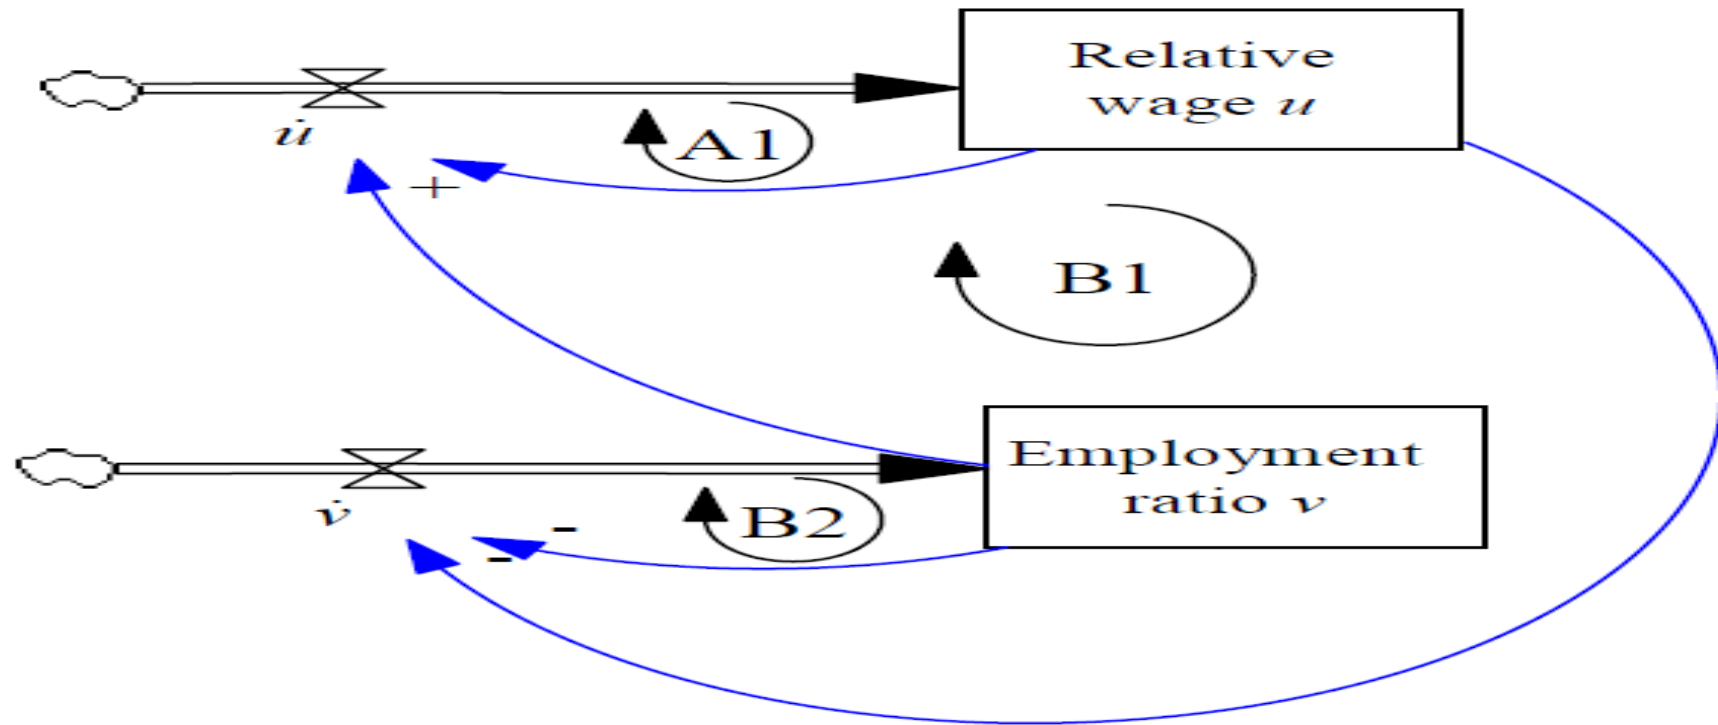 Relative
wage u
u̇
A1
+
B1
Employment
ratio v
v̇
B2
-
-